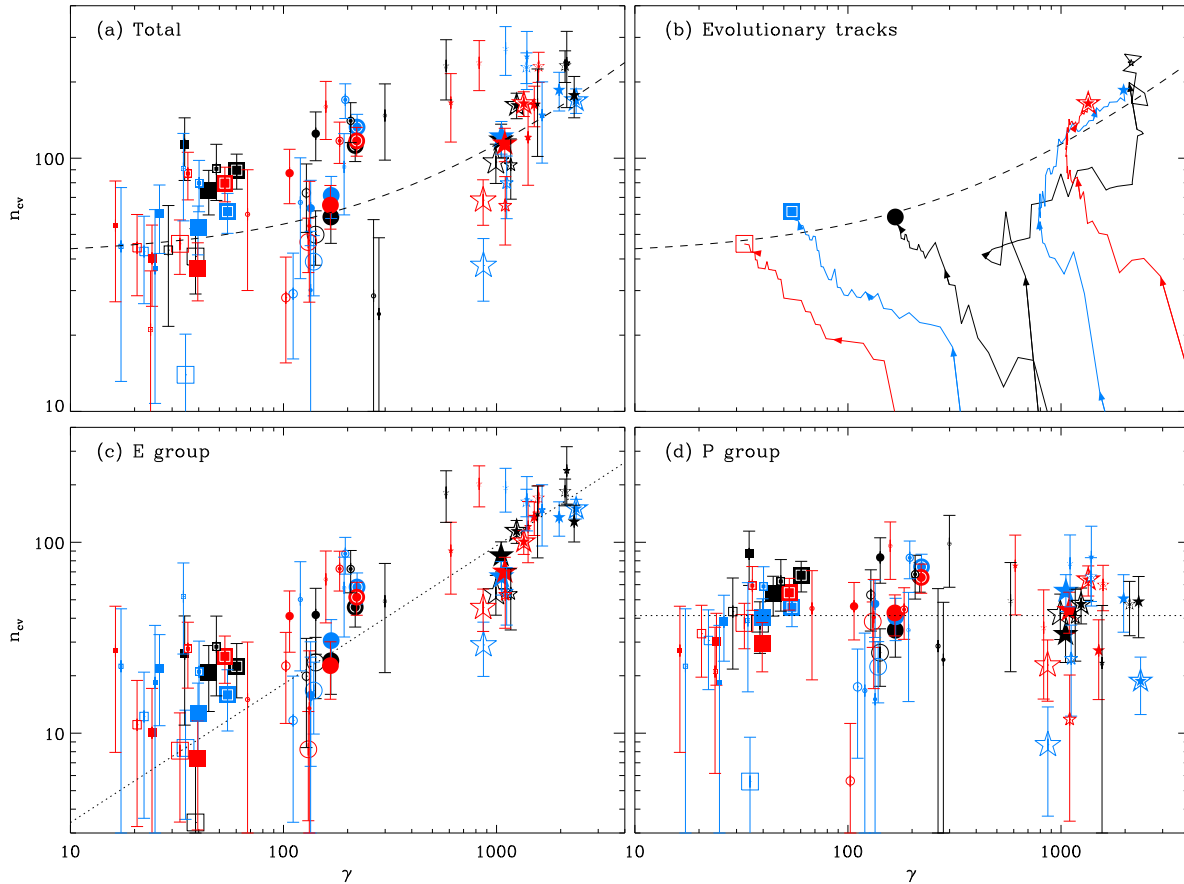 (a) Total
(b) Evolutionary tracks
100
n_cv
10
(c) E group
(d) P group
100
n_cv
10
10
100
1000
10
100
1000
γ
γ